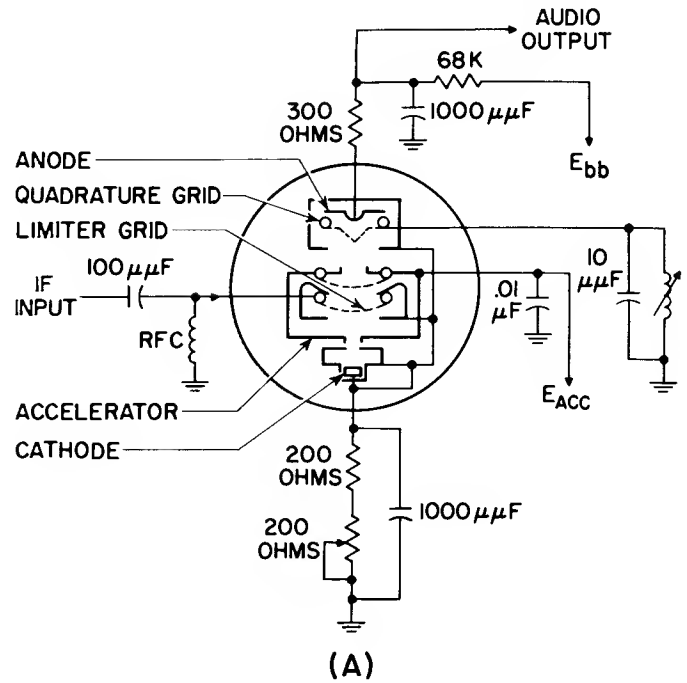 AUDIO
OUTPUT
68K
300
OHMS
1000 μμF
E_bb
ANODE
QUADRATURE GRID
LIMITER GRID
100 μμF
IF
INPUT
RFC
10
μμF
.01
μF
E_ACC
ACCELERATOR
CATHODE
200
OHMS
200
OHMS
1000 μμF
(A)